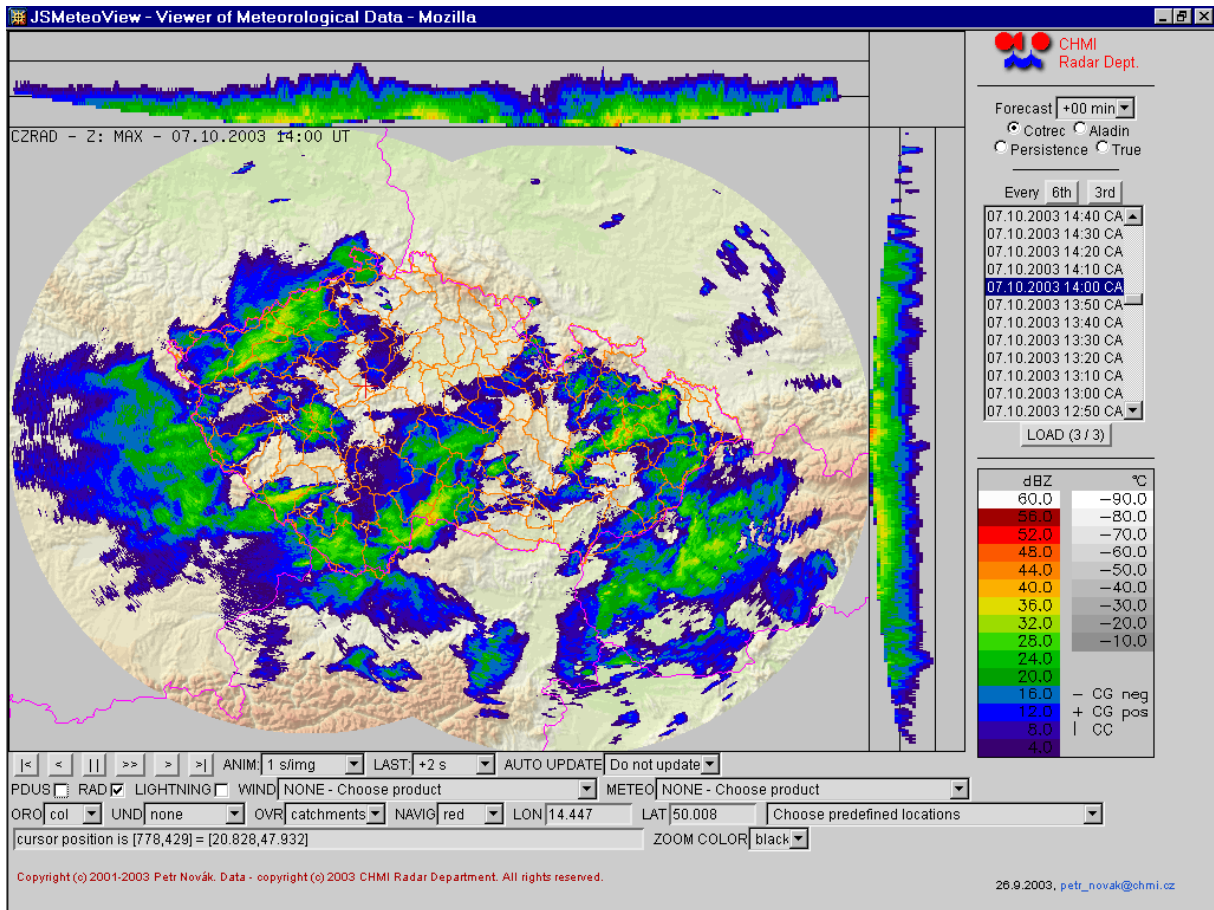 JSMeteoView - Viewer of Meteorological Data - Mozilla
CHMI
Radar Dept.
CZRAD - Z: MAX - 07.10.2003 14:00 UT
Forecast +00 min
Cotrec Aladin
Persistence True
Every 6th 3rd
07.10.2003 14:40 CA
07.10.2003 14:30 CA
07.10.2003 14:20 CA
07.10.2003 14:10 CA
07.10.2003 14:00 CA
07.10.2003 13:50 CA
07.10.2003 13:40 CA
07.10.2003 13:30 CA
07.10.2003 13:20 CA
07.10.2003 13:10 CA
07.10.2003 13:00 CA
07.10.2003 12:50 CA
LOAD (3 / 3)
dBZ °C
60.0 -90.0
56.0 -80.0
52.0 -70.0
48.0 -60.0
44.0 -50.0
40.0 -40.0
36.0 -30.0
32.0 -20.0
28.0 -10.0
24.0
20.0
16.0 - CG neg
12.0 + CG pos
8.0 | CC
4.0
|< < || >> > >| ANIM: 1 s/img LAST: +2 s AUTO UPDATE Do not update
PDUS RAD LIGHTNING WIND NONE - Choose product METEO NONE - Choose product
ORO col UND none OVR catchments NAVIG red LON 14.447 LAT 50.008 Choose predefined locations
cursor position is [778,429] = [20.828,47.932] ZOOM COLOR black
Copyright (c) 2001-2003 Petr Novák. Data - copyright (c) 2003 CHMI Radar Department. All rights reserved.
26.9.2003, petr_novak@chmi.cz